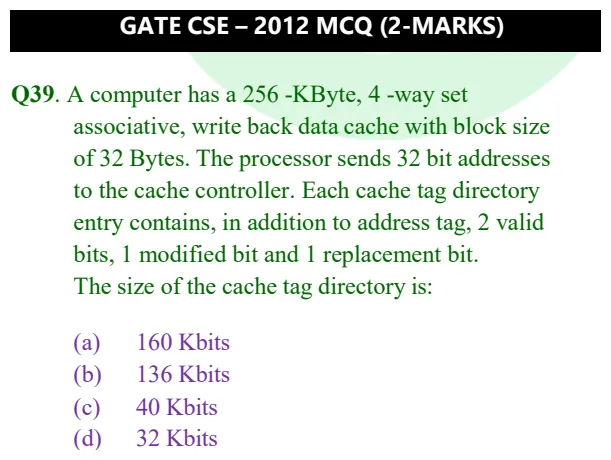 GATE CSE – 2012 MCQ (2-MARKS)
Q39. A computer has a 256 -KByte, 4 -way set
associative, write back data cache with block size
of 32 Bytes. The processor sends 32 bit addresses
to the cache controller. Each cache tag directory
entry contains, in addition to address tag, 2 valid
bits, 1 modified bit and 1 replacement bit.
The size of the cache tag directory is:
(a) 160 Kbits
(b) 136 Kbits
(c) 40 Kbits
(d) 32 Kbits